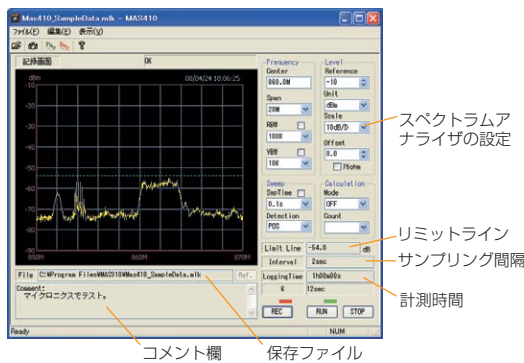 Mas410_SampleData.mlk - MAS410
ファイル(F) 編集(E) 表示(V)
記録画面 OK
dBm 08/04/24 10:06:25
-10
-20
-30
-40
-50
-60
-70
-80
-90
850M 860M 870M
Frequency
Center
860.0M
Span
20M
RBW
100K
VBW
10K
Level
Reference
-10
Unit
dBm
Scale
10dB/D
Offset
0.0
75ohm
Sweep
SwpTime
0.1s
Detection
POS
Calculation
Mode
OFF
Count
Limit Line -54.0 dB
Interval 2sec
LoggingTime 1h00m00s
6 12sec
File C:¥Program Files¥MAS310¥Mas410_SampleData.mlk Ref.
Comment:
マイクロニクスでテスト。
REC RUN STOP
Ready NUM
スペクトラムア
ナライザの設定
リミットライン
サンプリング間隔
計測時間
コメント欄 保存ファイル